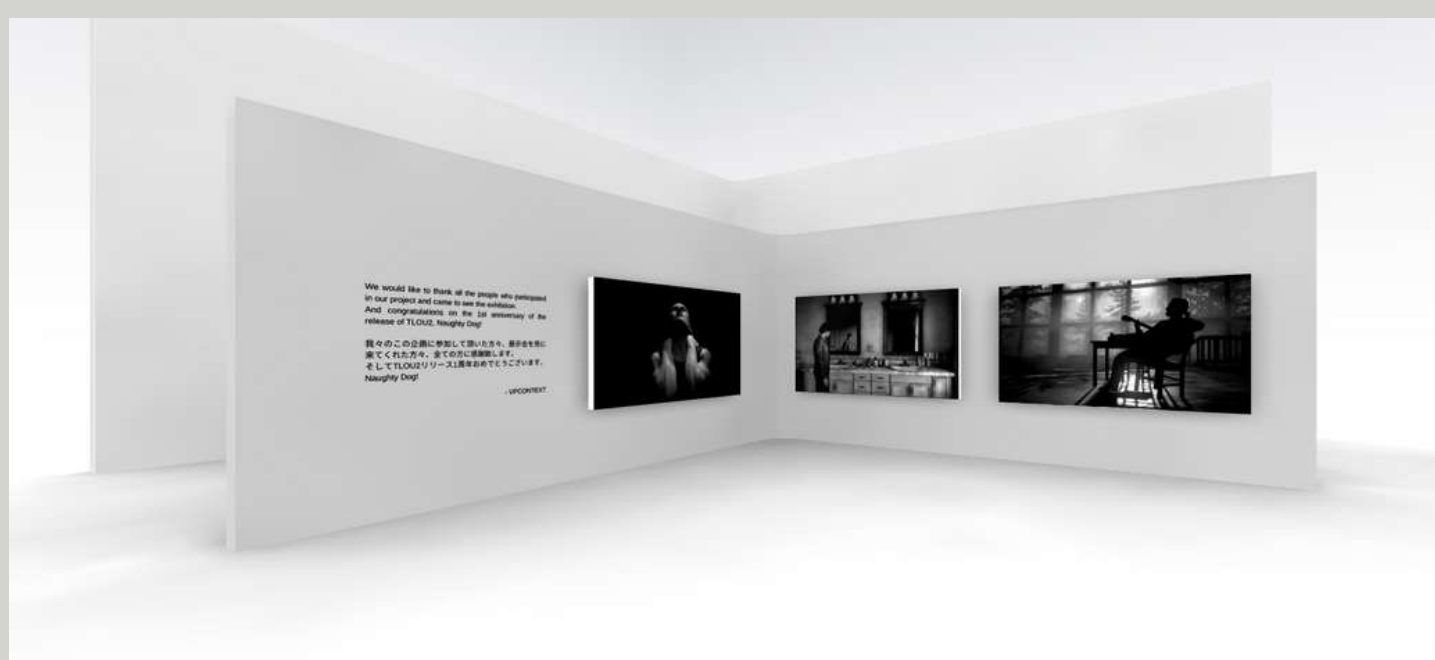 We would like to thank all the people who participated
in our project and came to see the exhibition.
And congratulations on the 1st anniversary of the
release of TLOU2, Naughty Dog!
我々のこの企画に参加して頂いた方々、展示会を見に
来てくれた方々、全ての方に感謝致します。
そしてTLOU2リリース1周年おめでとうございます、
Naughty Dog!
- VPCONTEXT